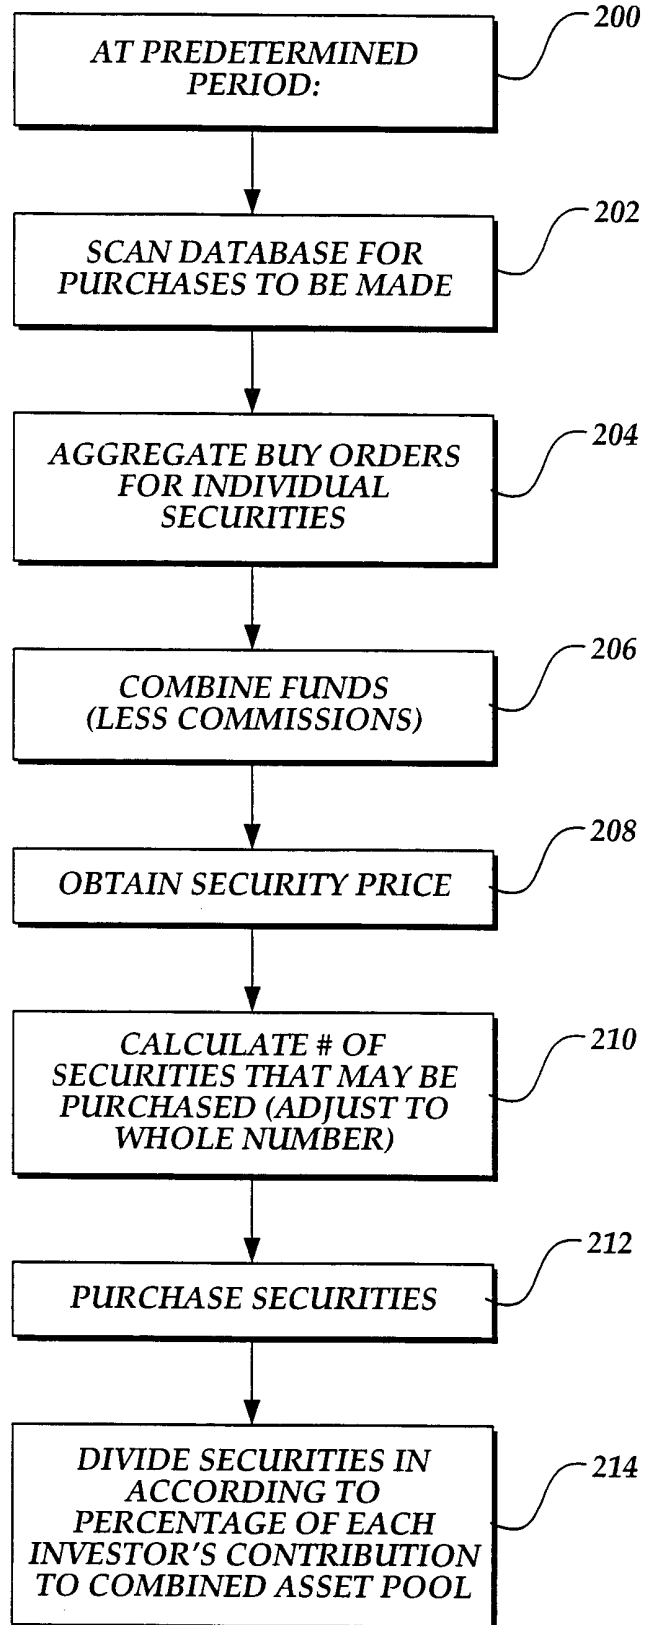 200
AT PREDETERMINED
PERIOD:
202
SCAN DATABASE FOR
PURCHASES TO BE MADE
204
AGGREGATE BUY ORDERS
FOR INDIVIDUAL
SECURITIES
206
COMBINE FUNDS
(LESS COMMISSIONS)
208
OBTAIN SECURITY PRICE
210
CALCULATE # OF
SECURITIES THAT MAY BE
PURCHASED (ADJUST TO
WHOLE NUMBER)
212
PURCHASE SECURITIES
214
DIVIDE SECURITIES IN
ACCORDING TO
PERCENTAGE OF EACH
INVESTOR'S CONTRIBUTION
TO COMBINED ASSET POOL